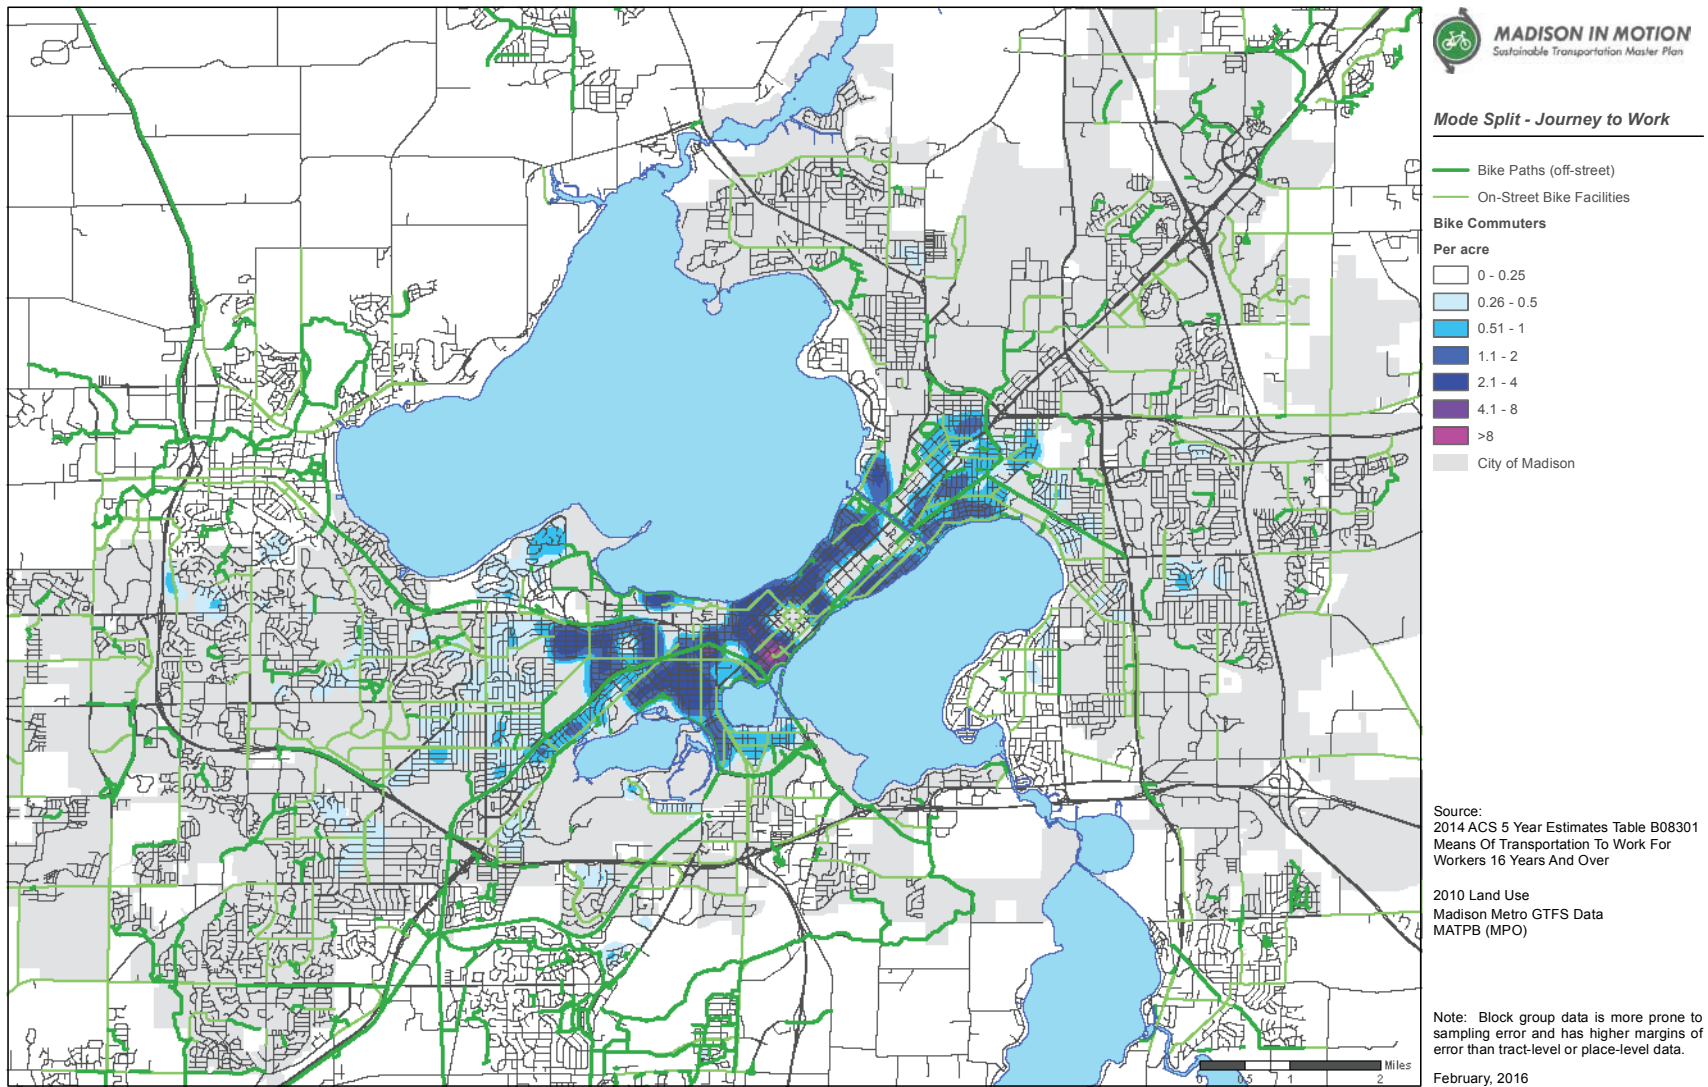 MADISON IN MOTION
Sustainable Transportation Master Plan
Mode Split - Journey to Work
Bike Paths (off-street)
On-Street Bike Facilities
Bike Commuters
Per acre
0 - 0.25
0.26 - 0.5
0.51 - 1
1.1 - 2
2.1 - 4
4.1 - 8
>8
City of Madison
Source:
2014 ACS 5 Year Estimates Table B08301
Means Of Transportation To Work For
Workers 16 Years And Over
2010 Land Use
Madison Metro GTFS Data
MATPB (MPO)
Note: Block group data is more prone to
sampling error and has higher margins of
error than tract-level or place-level data.
February, 2016
Miles
0 0.5 1 2